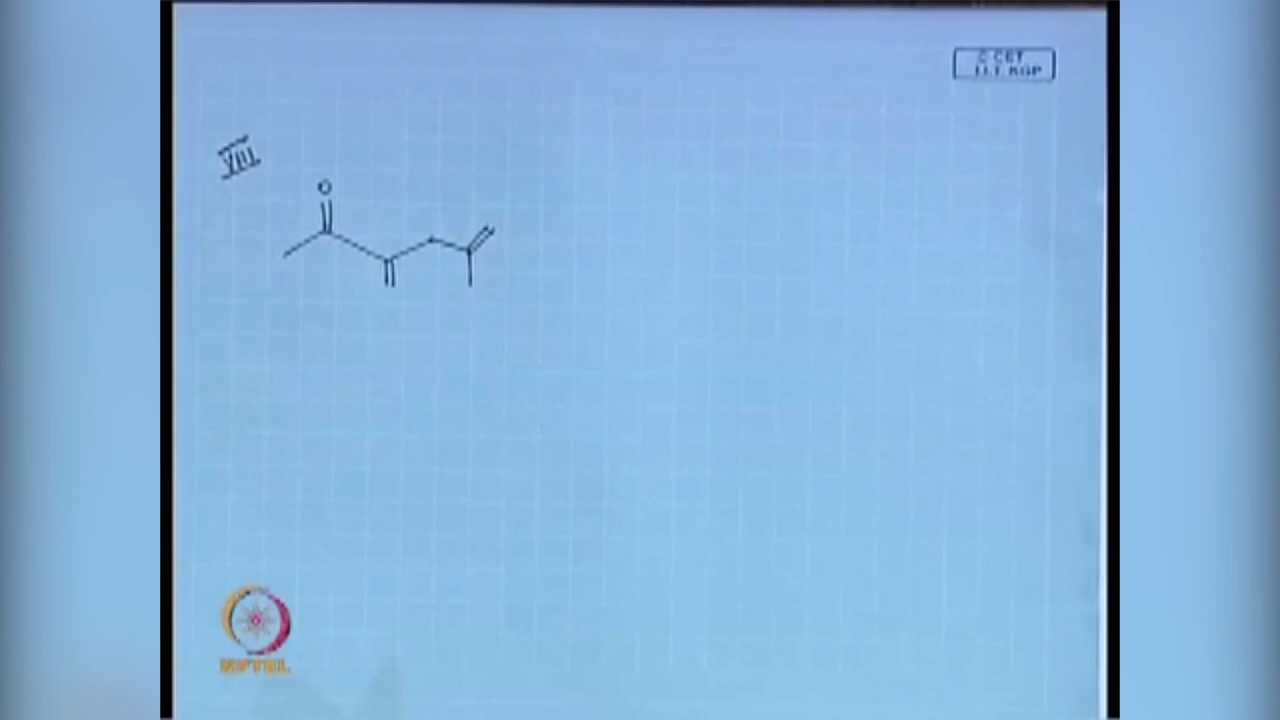 © CET
I.I.T. KGP
VIII
O
NPTEL